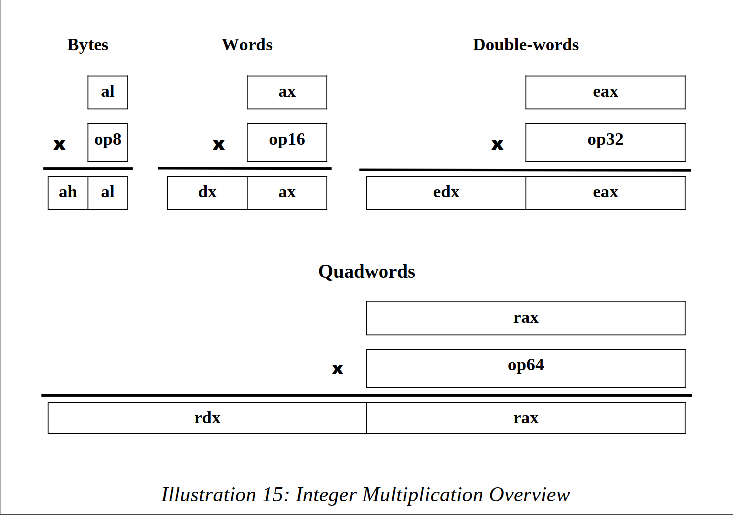 Bytes Words Double-words
al ax eax
x op8 x op16 x op32
ah al dx ax edx eax
Quadwords
rax
x op64
rdx rax
Illustration 15: Integer Multiplication Overview